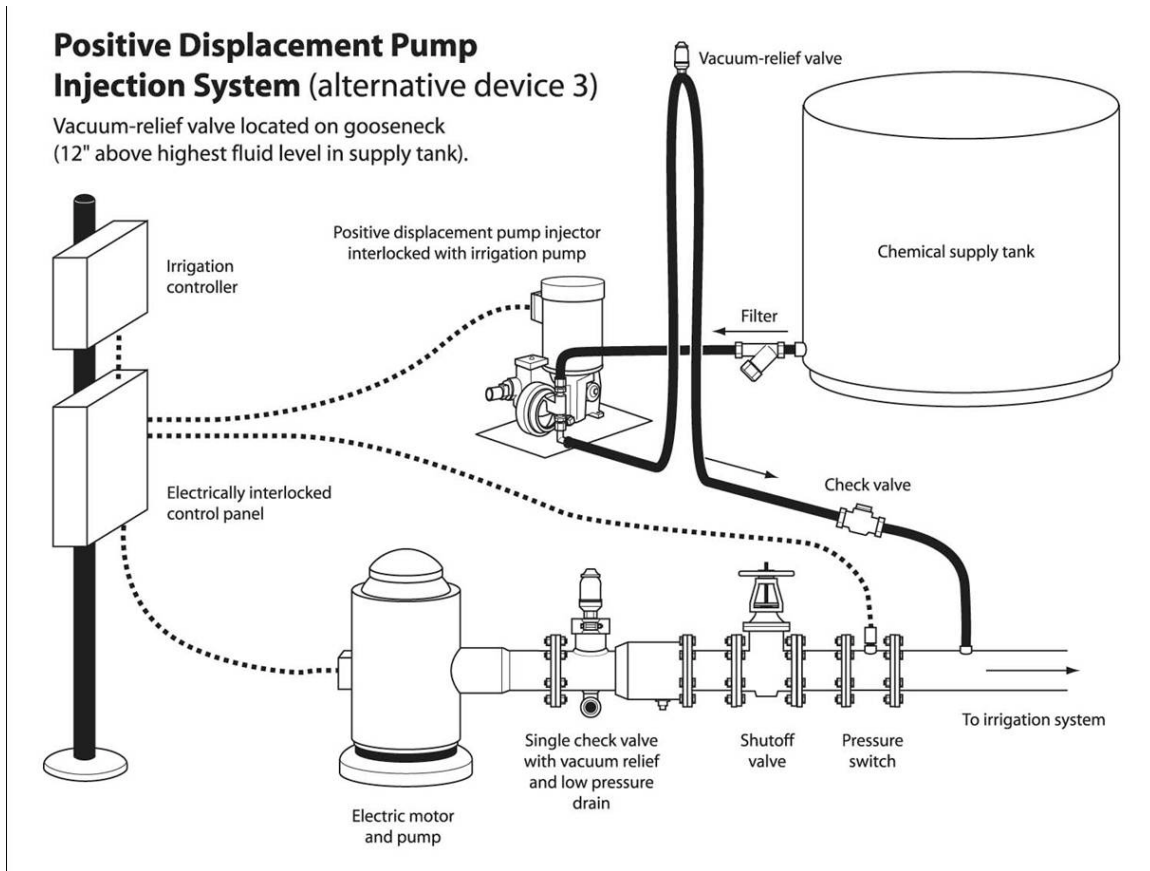 Positive Displacement Pump
Injection System (alternative device 3)
Vacuum-relief valve located on gooseneck
(12" above highest fluid level in supply tank).
Vacuum-relief valve
Positive displacement pump injector
interlocked with irrigation pump
Chemical supply tank
Irrigation
controller
Filter
Electrically interlocked
control panel
Check valve
To irrigation system
Single check valve
with vacuum relief
and low pressure
drain
Shutoff
valve
Pressure
switch
Electric motor
and pump